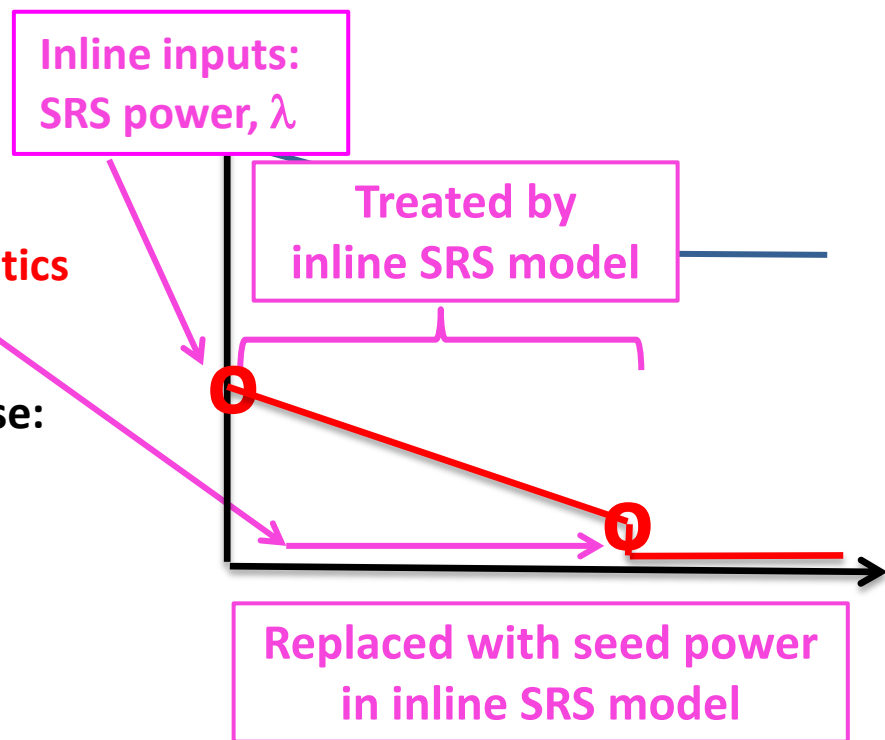 Inline inputs:
SRS power, λ
Treated by
inline SRS model
tics
se:
O
O
Replaced with seed power
in inline SRS model